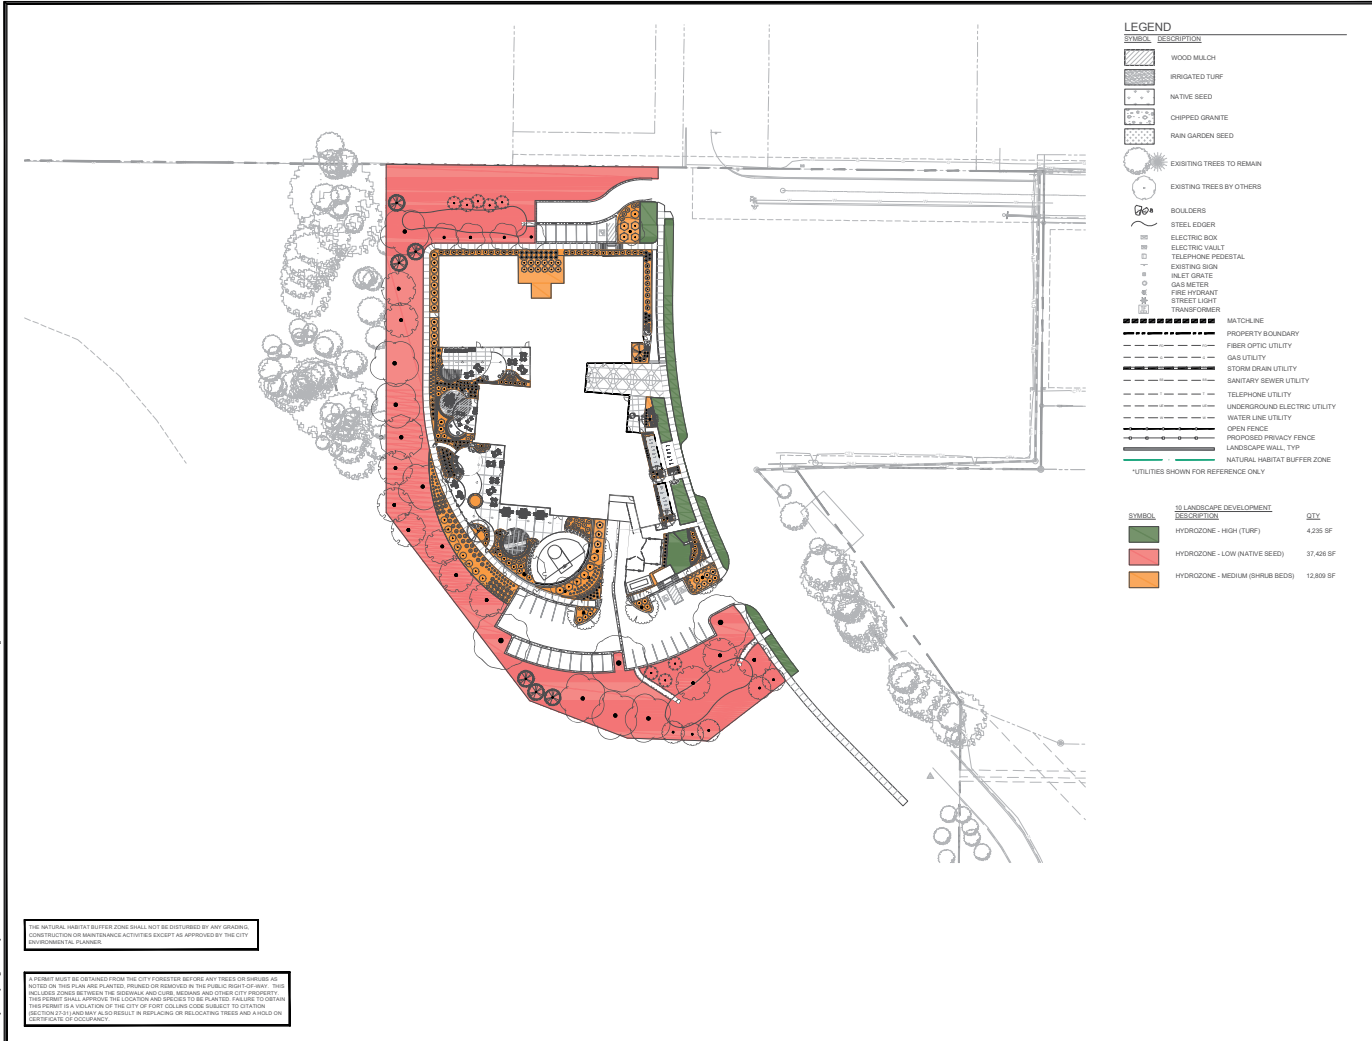 LEGEND
SYMBOL DESCRIPTION
WOOD MULCH
IRRIGATED TURF
NATIVE SEED
CHIPPED GRANITE
RAIN GARDEN SEED
EXISITING TREES TO REMAIN
EXISTING TREES BY OTHERS
BOULDERS
STEEL EDGER
ELECTRIC BOX
ELECTRIC VAULT
TELEPHONE PEDESTAL
EXISTING SIGN
INLET GRATE
GAS METER
FIRE HYDRANT
STREET LIGHT
TRANSFORMER
MATCHLINE
PROPERTY BOUNDARY
FIBER OPTIC UTILITY
GAS UTILITY
STORM DRAIN UTILITY
SANITARY SEWER UTILITY
TELEPHONE UTILITY
UNDERGROUND ELECTRIC UTILITY
WATER LINE UTILITY
OPEN FENCE
PROPOSED PRIVACY FENCE
LANDSCAPE WALL, TYP
NATURAL HABITAT BUFFER ZONE
*UTILITIES SHOWN FOR REFERENCE ONLY
10 LANDSCAPE DEVELOPMENT
SYMBOL DESCRIPTION QTY
HYDROZONE - HIGH (TURF) 4,235 SF
HYDROZONE - LOW (NATIVE SEED) 37,426 SF
HYDROZONE - MEDIUM (SHRUB BEDS) 12,809 SF
THE NATURAL HABITAT BUFFER ZONE SHALL NOT BE DISTURBED BY ANY GRADING,
CONSTRUCTION OR MAINTENANCE ACTIVITIES EXCEPT AS APPROVED BY THE CITY
ENVIRONMENTAL PLANNER.
A PERMIT MUST BE OBTAINED FROM THE CITY FORESTER BEFORE ANY TREES OR SHRUBS AS
NOTED ON THIS PLAN ARE PLANTED, PRUNED OR REMOVED IN THE PUBLIC RIGHT-OF-WAY. THIS
INCLUDES ZONES BETWEEN THE SIDEWALK AND CURB, MEDIANS AND OTHER CITY PROPERTY.
THIS PERMIT SHALL APPROVE THE LOCATION AND SPECIES TO BE PLANTED. FAILURE TO OBTAIN
THIS PERMIT IS A VIOLATION OF THE CITY OF FORT COLLINS CODE SUBJECT TO CITATION
(SECTION 27-31) AND MAY ALSO RESULT IN REPLACING OR RELOCATING TREES AND A HOLD ON
CERTIFICATE OF OCCUPANCY.